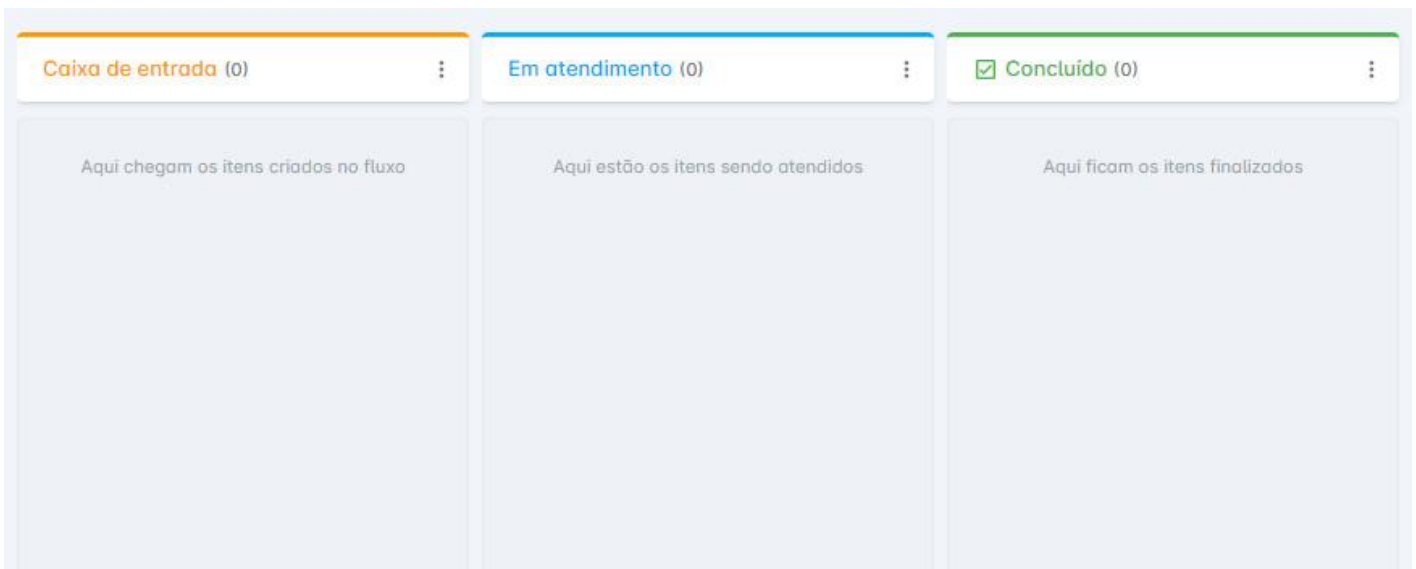 Caixa de entrada (0)
Em atendimento (0)
Concluído (0)
Aqui chegam os itens criados no fluxo
Aqui estão os itens sendo atendidos
Aqui ficam os itens finalizados